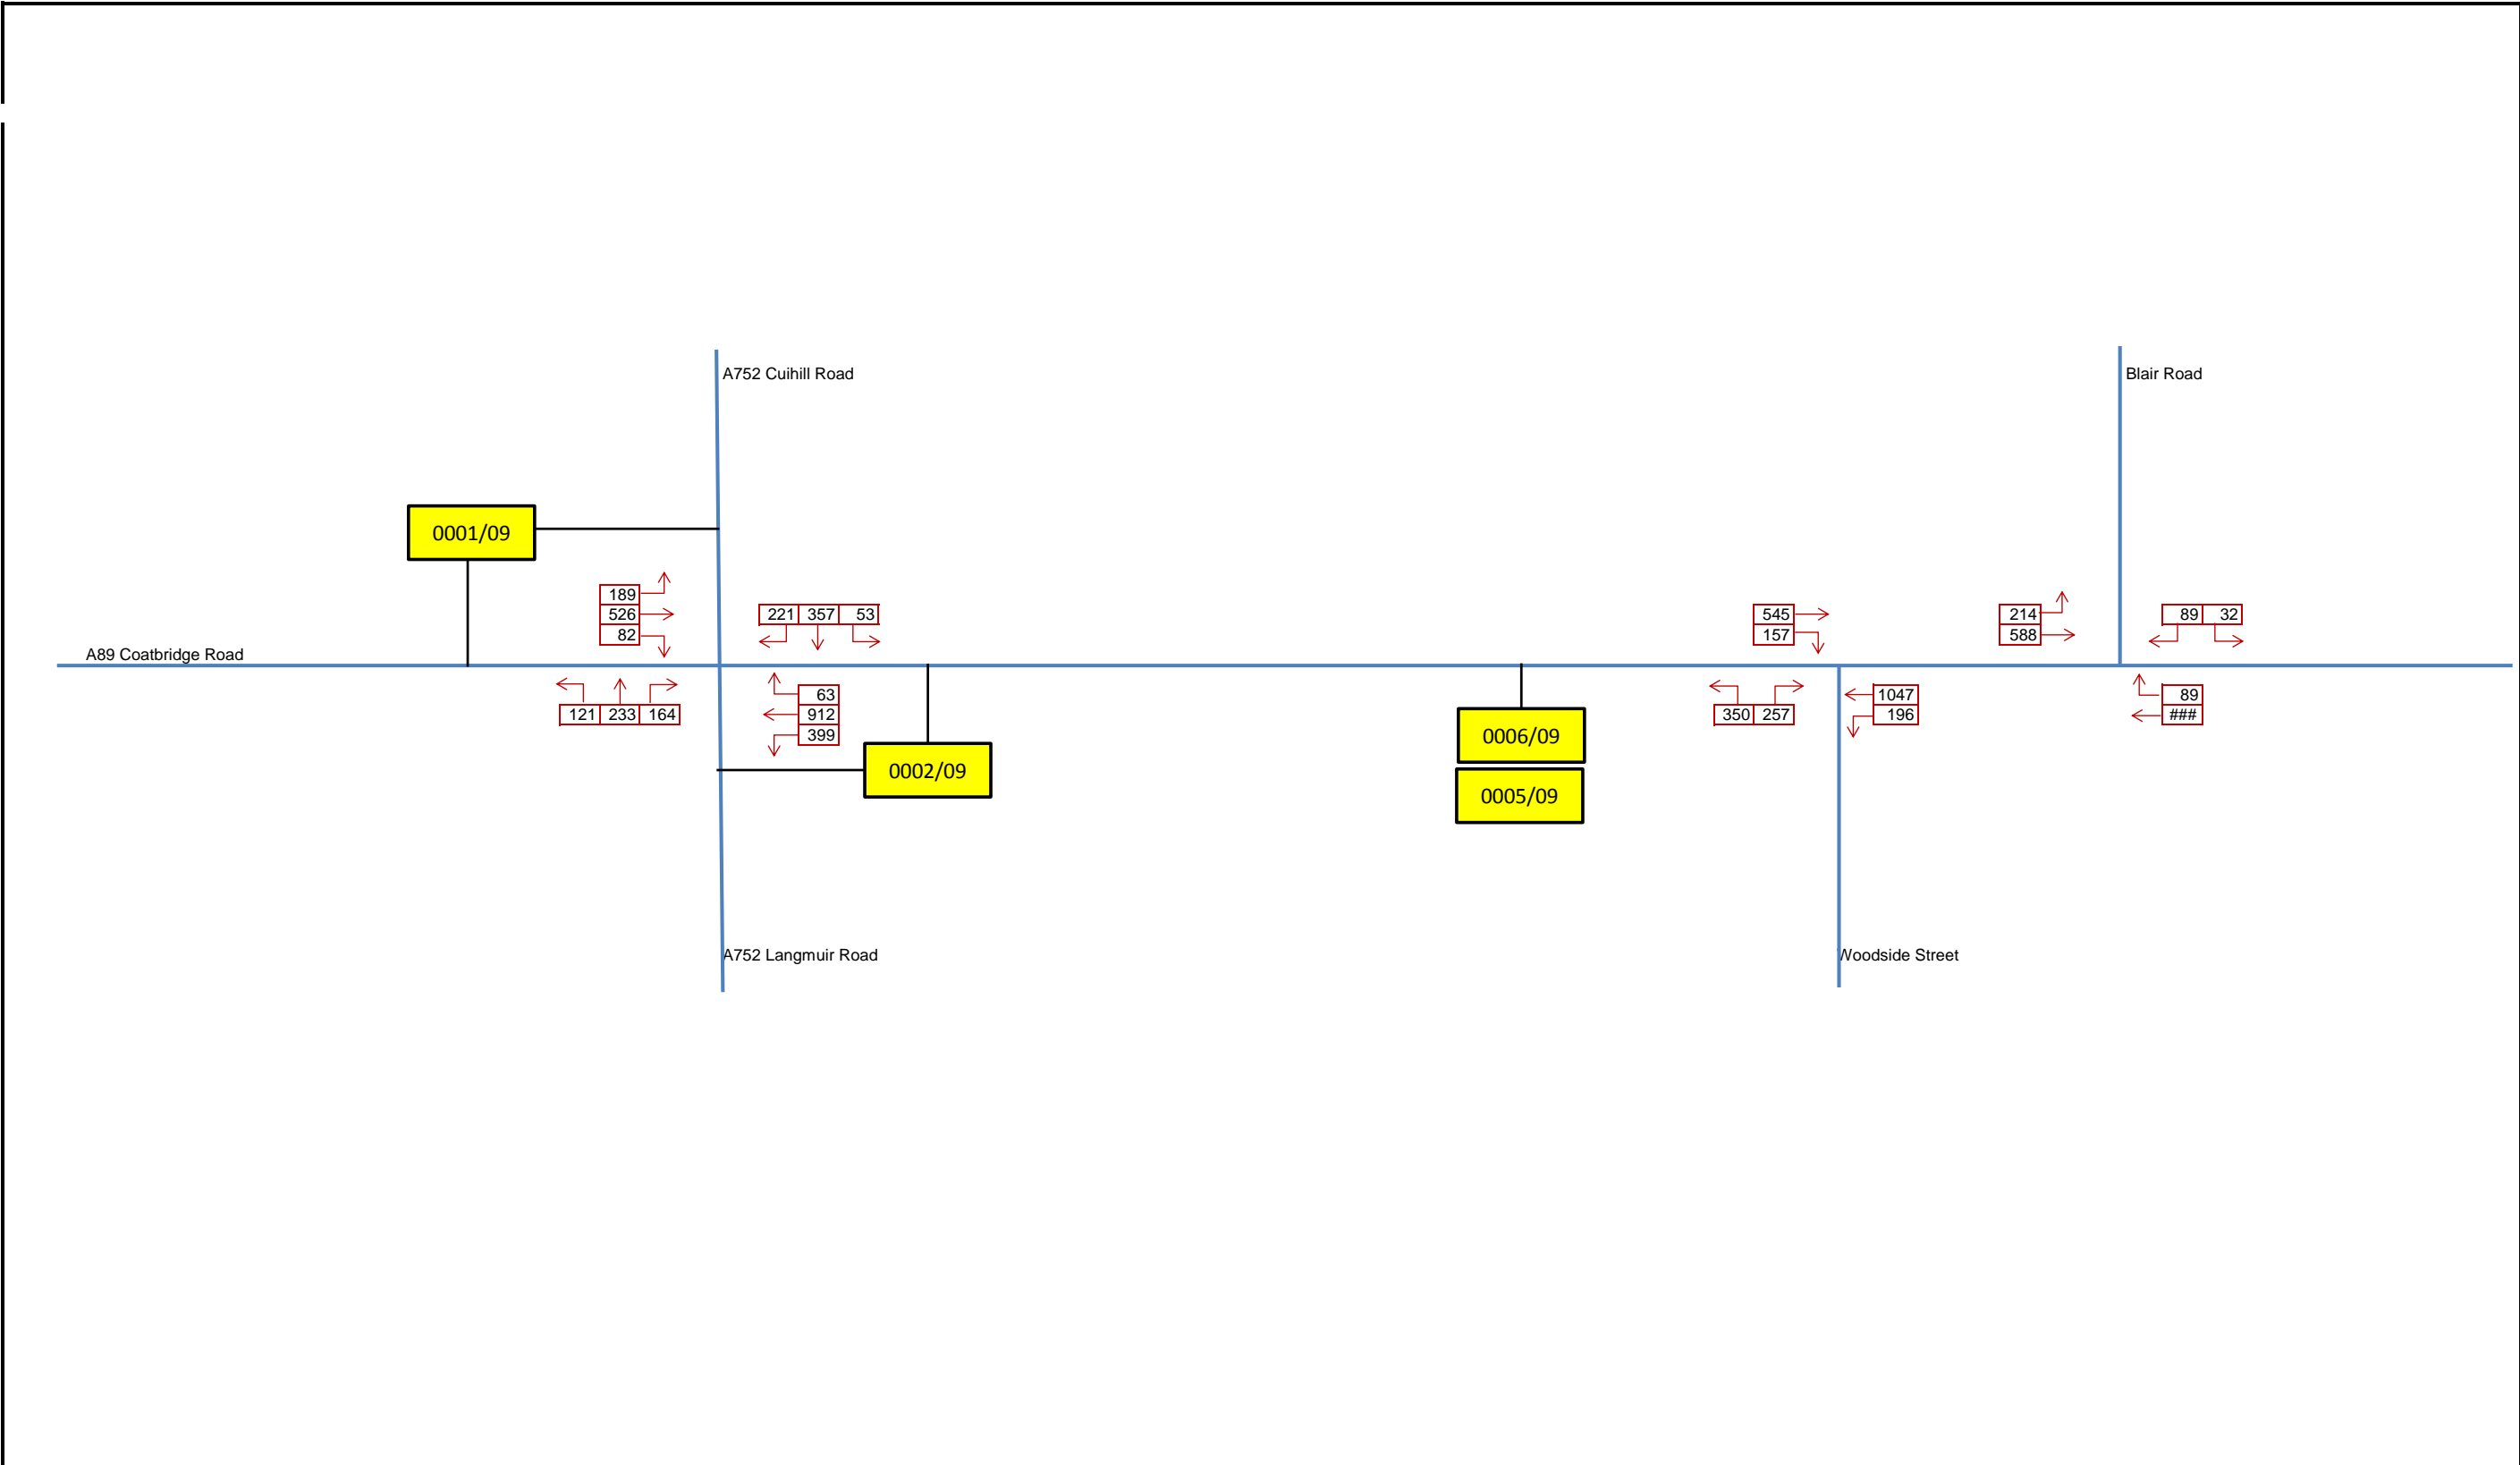 A752 Cuihill Road
Blair Road
0001/09
189
526
82
221 357 53
545
157
214
588
89 32
A89 Coatbridge Road
121 233 164
63
912
399
350 257
1047
196
89
###
0002/09
0006/09
0005/09
A752 Langmuir Road
Woodside Street